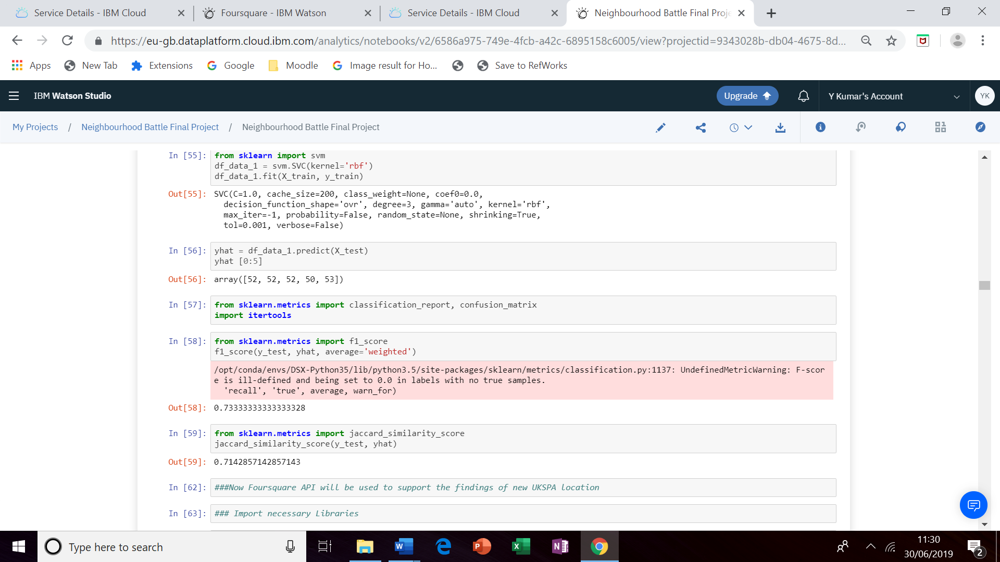 Service Details - IBM Cloud
Foursquare - IBM Watson
Service Details - IBM Cloud
Neighbourhood Battle Final Proje
https://eu-gb.dataplatform.cloud.ibm.com/analytics/notebooks/v2/6586a975-749e-4fcb-a42c-6895158c6005/view?projectid=9343028b-db04-4675-8d...
Apps
New Tab
Extensions
Google
Moodle
Image result for Ho...
Save to RefWorks
IBM Watson Studio
Upgrade
Y Kumar's Account
YK
My Projects / Neighbourhood Battle Final Project / Neighbourhood Battle Final Project
In [55]: from sklearn import svm
df_data_1 = svm.SVC(kernel='rbf')
df_data_1.fit(X_train, y_train)
Out[55]: SVC(C=1.0, cache_size=200, class_weight=None, coef0=0.0,
decision_function_shape='ovr', degree=3, gamma='auto', kernel='rbf',
max_iter=-1, probability=False, random_state=None, shrinking=True,
tol=0.001, verbose=False)
In [56]: yhat = df_data_1.predict(X_test)
yhat [0:5]
Out[56]: array([52, 52, 52, 50, 53])
In [57]: from sklearn.metrics import classification_report, confusion_matrix
import itertools
In [58]: from sklearn.metrics import f1_score
f1_score(y_test, yhat, average='weighted')
/opt/conda/envs/DSX-Python35/lib/python3.5/site-packages/sklearn/metrics/classification.py:1137: UndefinedMetricWarning: F-scor
e is ill-defined and being set to 0.0 in labels with no true samples.
'recall', 'true', average, warn_for)
Out[58]: 0.73333333333333328
In [59]: from sklearn.metrics import jaccard_similarity_score
jaccard_similarity_score(y_test, yhat)
Out[59]: 0.7142857142857143
In [62]: ###Now Foursquare API will be used to support the findings of new UKSPA location
In [63]: ### Import necessary Libraries
Type here to search
11:30
30/06/2019
2